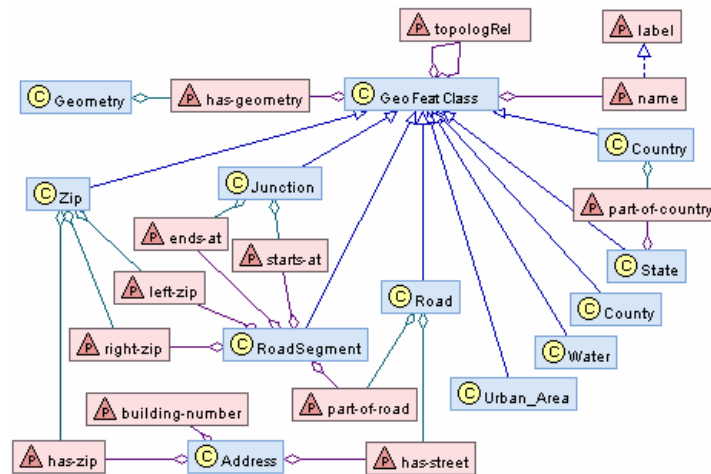 P topologRel
P label
C Geometry
P has-geometry
C GeoFeatClass
P name
C Country
C Zip
C Junction
P part-of-country
P ends-at
P starts-at
C State
P left-zip
C Road
C County
P right-zip
C RoadSegment
C Water
P building-number
P part-of-road
C Urban_Area
P has-zip
C Address
P has-street